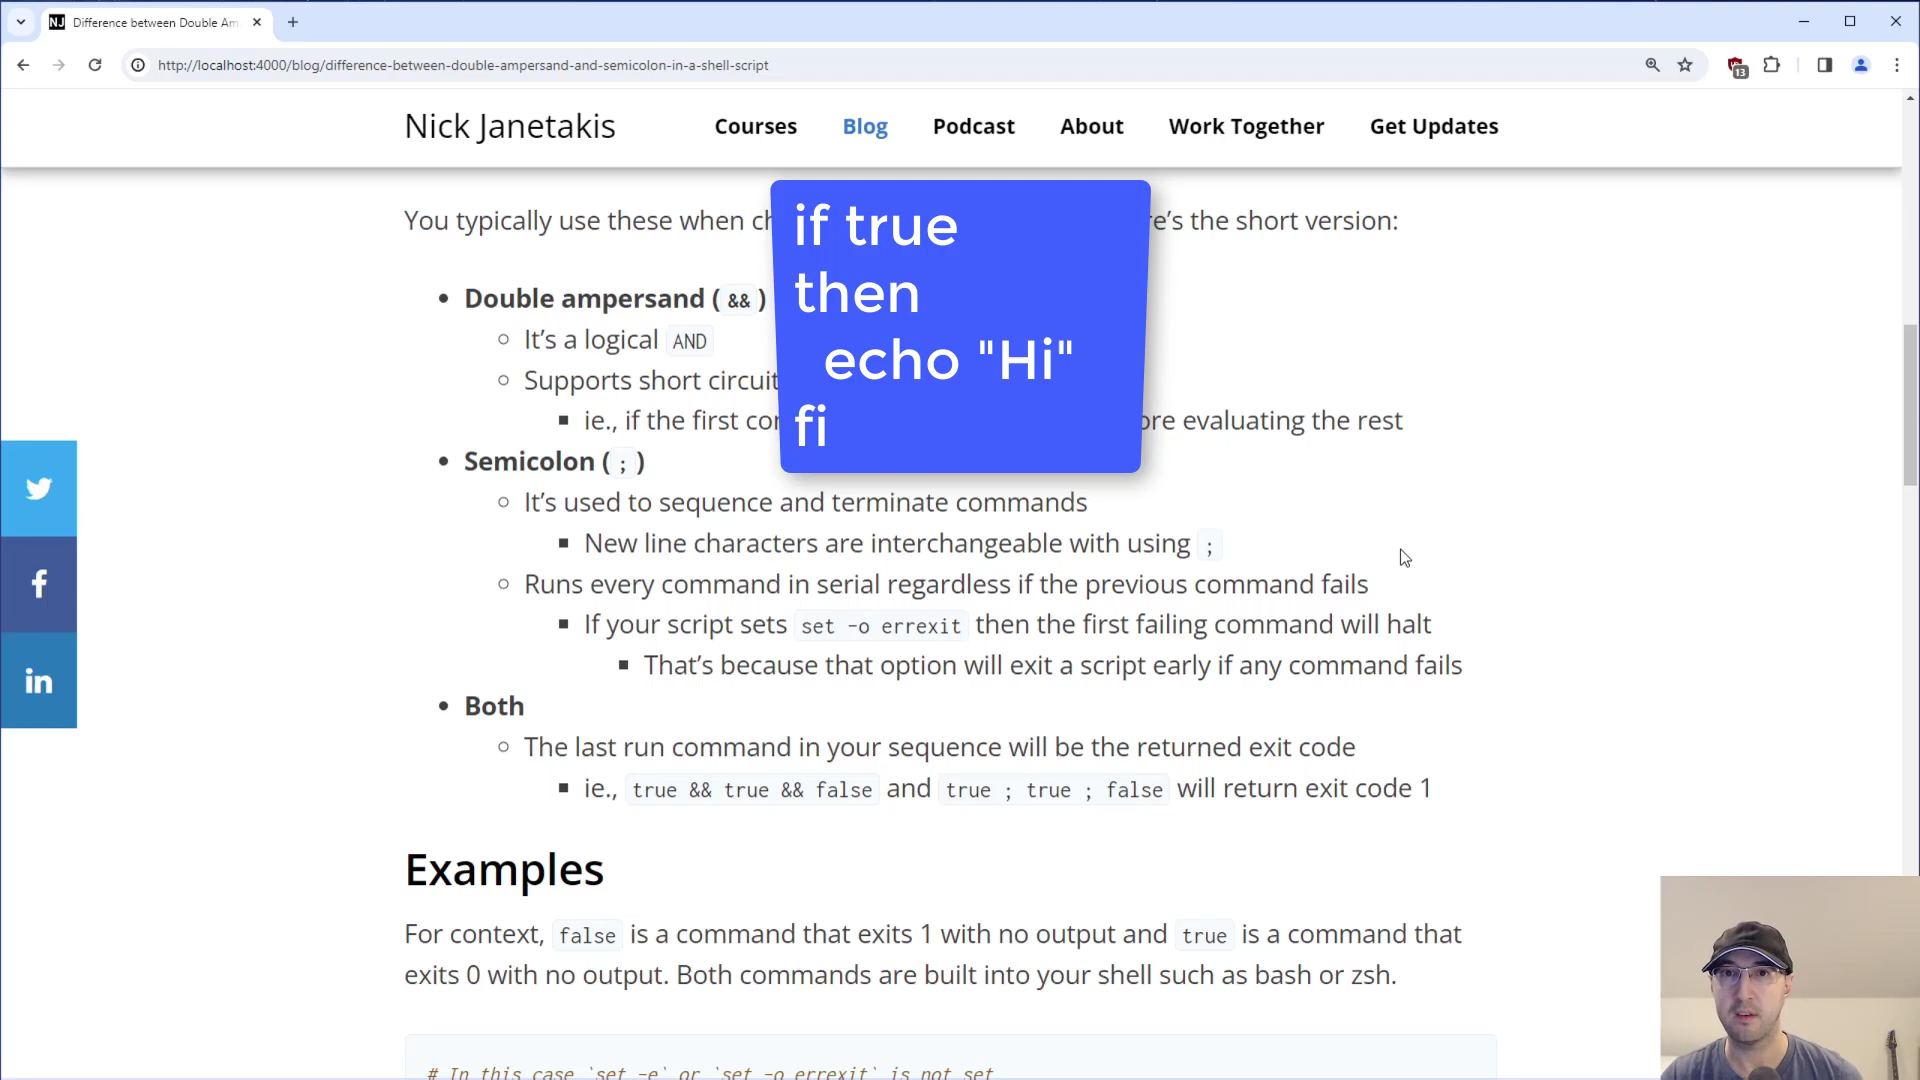 NJ Difference between Double Am
http://localhost:4000/blog/difference-between-double-ampersand-and-semicolon-in-a-shell-script
13
Nick Janetakis Courses Blog Podcast About Work Together Get Updates
You typically use these when re's the short version:
if true
then
echo "Hi"
fi
Double ampersand ( && )
It's a logical AND
Supports short circuit
ie., if the first evaluating the rest
Semicolon ( ; )
It's used to sequence and terminate commands
New line characters are interchangeable with using ;
Runs every command in serial regardless if the previous command fails
If your script sets set -o errexit then the first failing command will halt
That's because that option will exit a script early if any command fails
Both
The last run command in your sequence will be the returned exit code
ie., true && true && false and true ; true ; false will return exit code 1
Examples
For context, false is a command that exits 1 with no output and true is a command that
exits 0 with no output. Both commands are built into your shell such as bash or zsh.
# In this case `set -e` or `set -o errexit` is not set
f
in